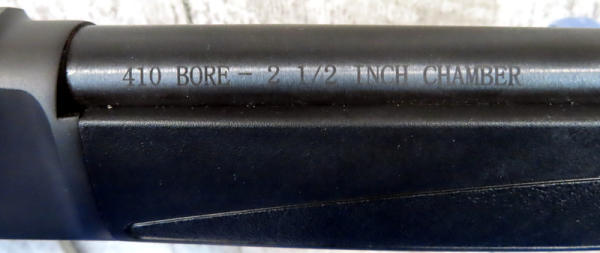 410 BORE - 2 1/2 INCH CHAMBER